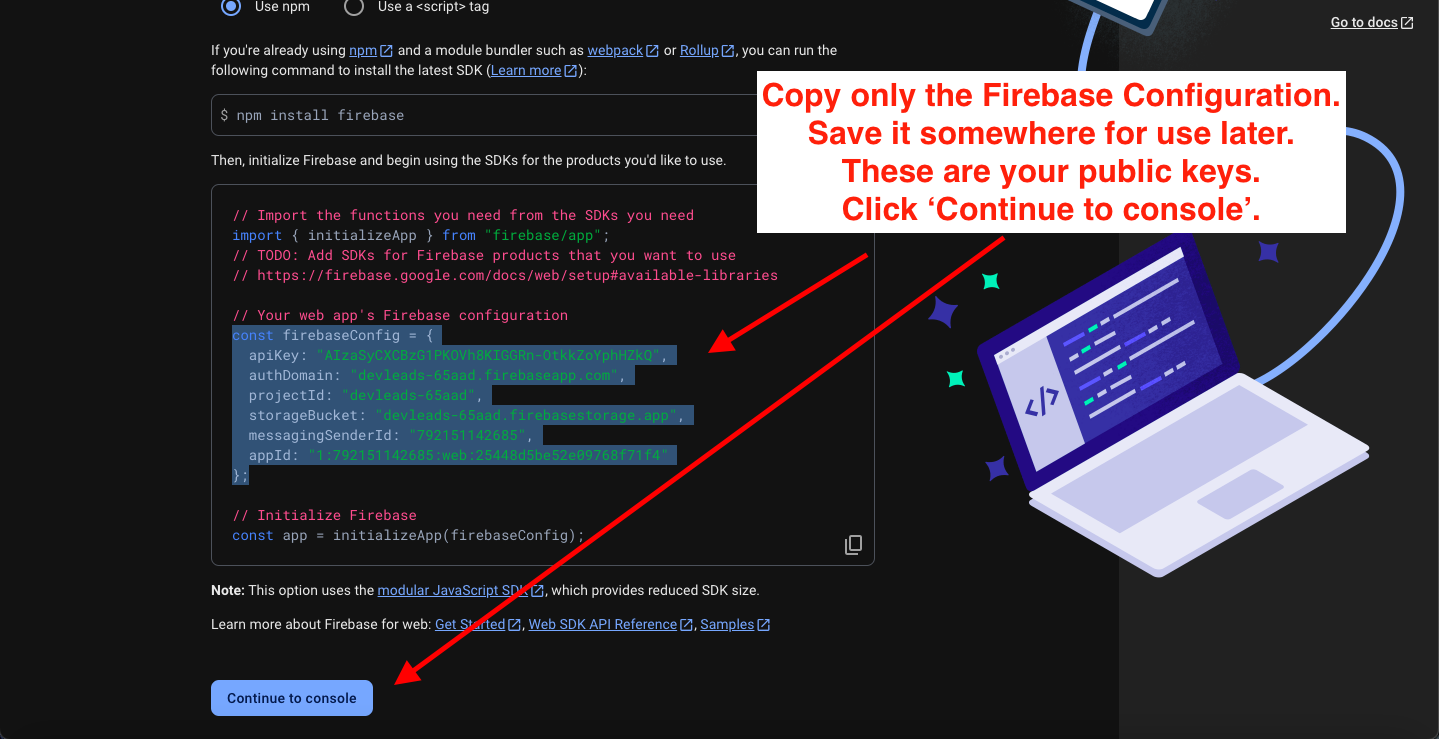 Use npm
Use a <script> tag
Go to docs
If you're already using npm and a module bundler such as webpack or Rollup, you can run the
following command to install the latest SDK (Learn more):
$ npm install firebase
Copy only the Firebase Configuration.
Save it somewhere for use later.
These are your public keys.
Click ‘Continue to console’.
Then, initialize Firebase and begin using the SDKs for the products you'd like to use.
// Import the functions you need from the SDKs you need
import { initializeApp } from "firebase/app";
// TODO: Add SDKs for Firebase products that you want to use
// https://firebase.google.com/docs/web/setup#available-libraries
// Your web app's Firebase configuration
const firebaseConfig = {
apiKey: "AIzaSyCXCBzG1PKOVh8KIGGRn-OtkkZoYphHZkQ",
authDomain: "devleads-65aad.firebaseapp.com",
projectId: "devleads-65aad",
storageBucket: "devleads-65aad.firebasestorage.app",
messagingSenderId: "792151142685",
appId: "1:792151142685:web:25448d5be52e09768f71f4"
};
// Initialize Firebase
const app = initializeApp(firebaseConfig);
</>
Note: This option uses the modular JavaScript SDK, which provides reduced SDK size.
Learn more about Firebase for web: Get Started, Web SDK API Reference, Samples
Continue to console